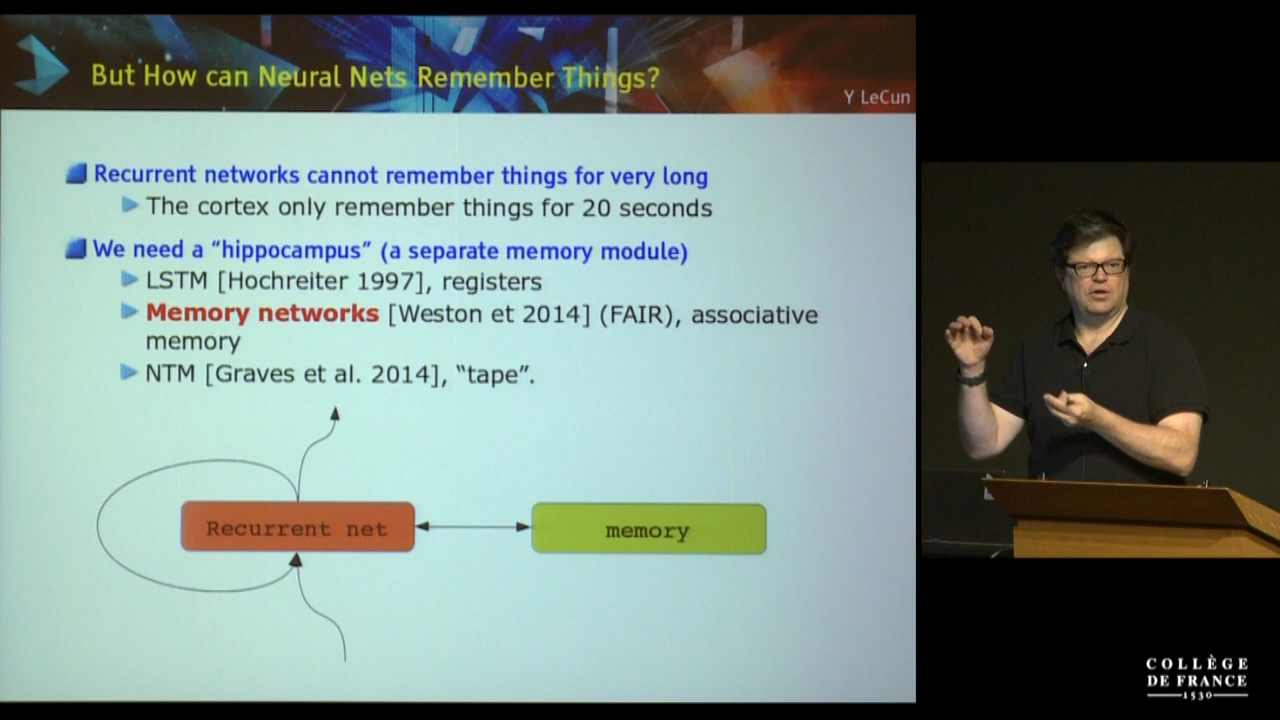 But How can Neural Nets Remember Things?
Y LeCun
Recurrent networks cannot remember things for very long
The cortex only remember things for 20 seconds
We need a “hippocampus” (a separate memory module)
LSTM [Hochreiter 1997], registers
Memory networks [Weston et 2014] (FAIR), associative
memory
NTM [Graves et al. 2014], “tape”.
Recurrent net
memory
COLLÈGE
DE FRANCE
1530